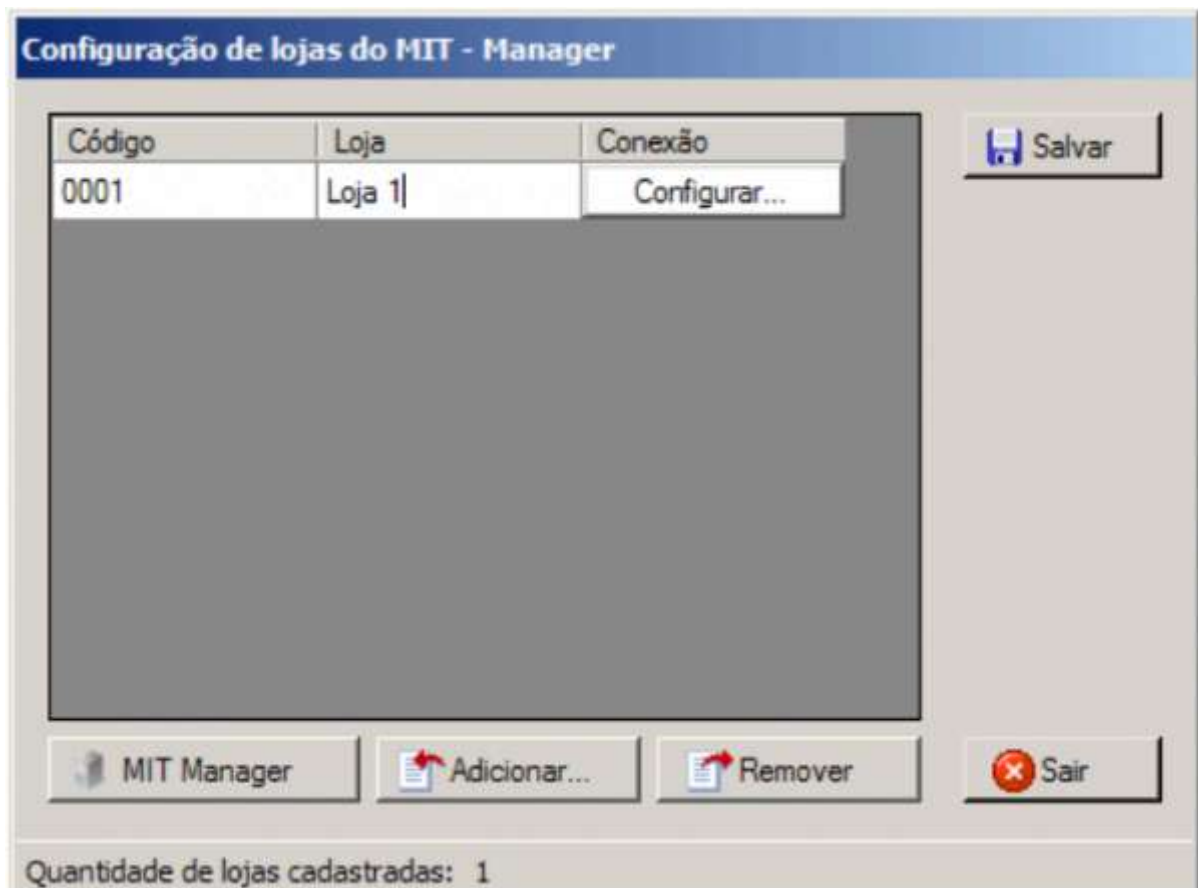 Configuração de lojas do MIT - Manager
Código Loja Conexão
Salvar
0001 Loja 1 Configurar...
MIT Manager Adicionar... Remover Sair
Quantidade de lojas cadastradas: 1